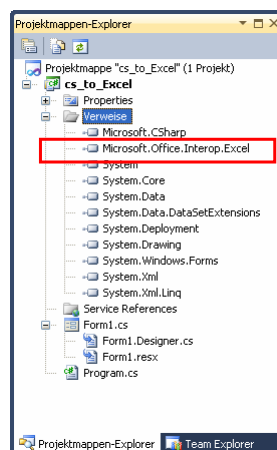 Projektmappen-Explorer
Projektmappe "cs_to_Excel" (1 Projekt)
cs_to_Excel
Properties
Verweise
Microsoft.CSharp
Microsoft.Office.Interop.Excel
System
System.Core
System.Data
System.Data.DataSetExtensions
System.Deployment
System.Drawing
System.Windows.Forms
System.Xml
System.Xml.Linq
Service References
Form1.cs
Form1.Designer.cs
Form1.resx
Program.cs
Projektmappen-Explorer Team Explorer